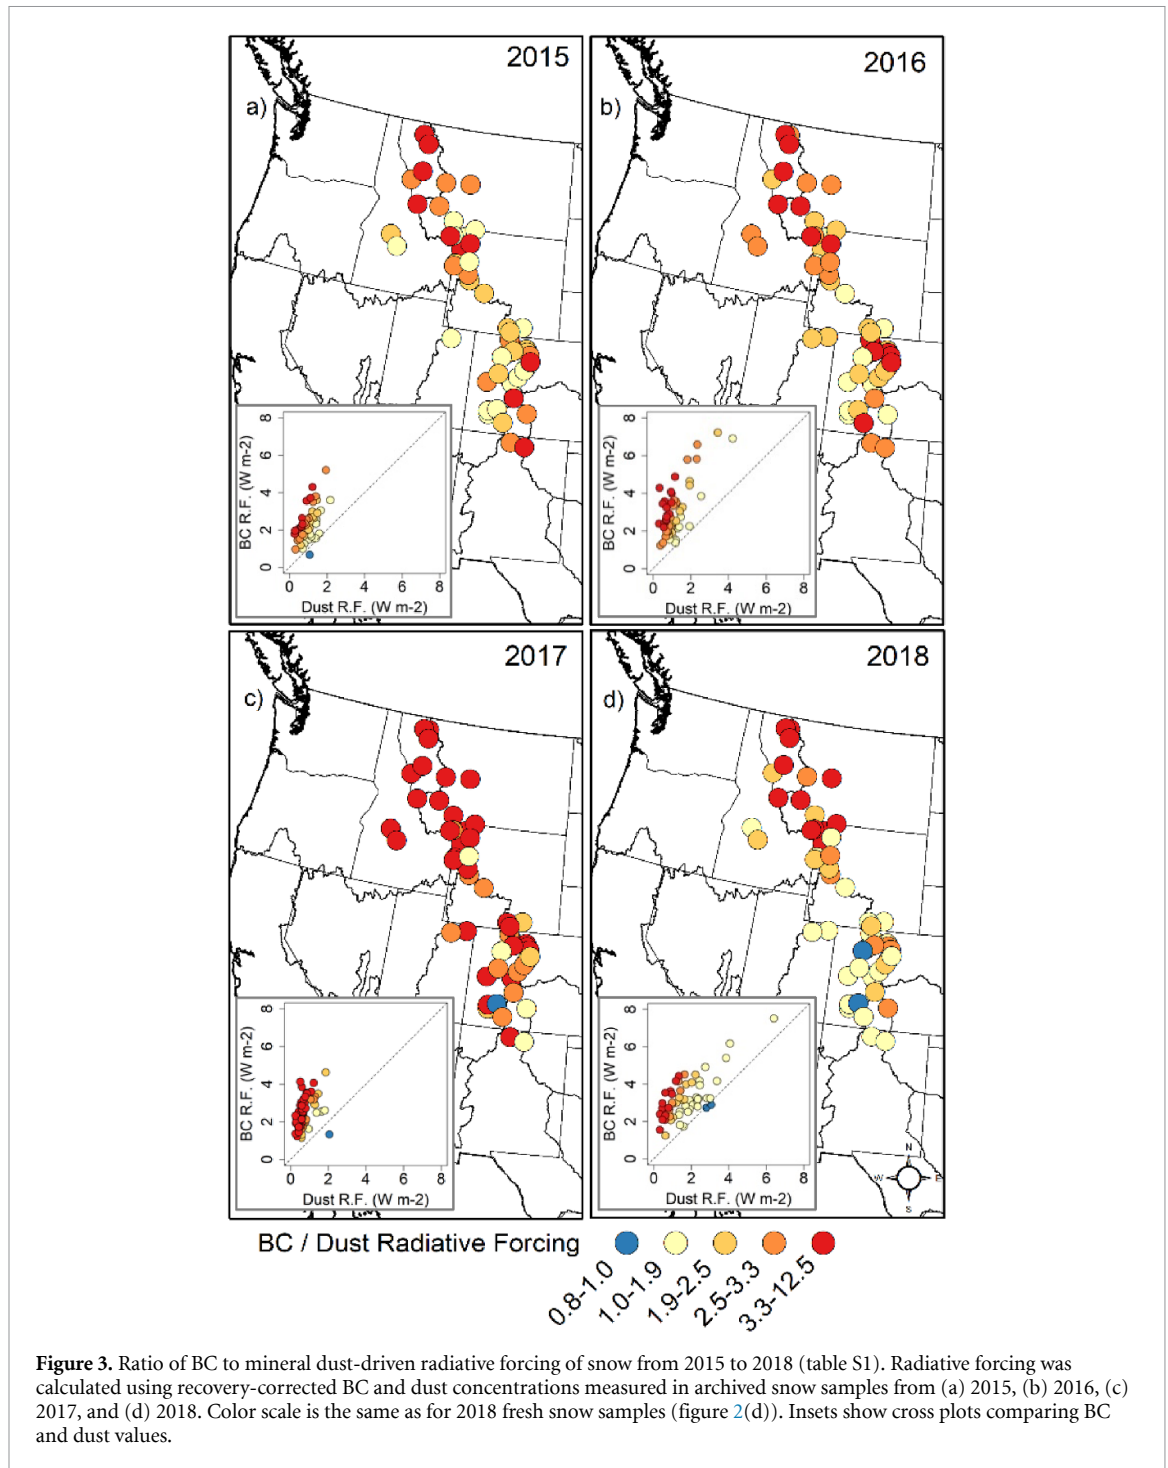 2015
a)
8
6
4
2
0
BC R.F. (W m-2)
0 2 4 6 8
Dust R.F. (W m-2)
2016
b)
8
6
4
2
0
BC R.F. (W m-2)
0 2 4 6 8
Dust R.F. (W m-2)
2017
c)
8
6
4
2
0
BC R.F. (W m-2)
0 2 4 6 8
Dust R.F. (W m-2)
2018
d)
8
6
4
2
0
BC R.F. (W m-2)
0 2 4 6 8
Dust R.F. (W m-2)
N
W E
S
BC / Dust Radiative Forcing
0.8-1.0
1.0-1.9
1.9-2.5
2.5-3.3
3.3-12.5
Figure 3. Ratio of BC to mineral dust-driven radiative forcing of snow from 2015 to 2018 (table S1). Radiative forcing was
calculated using recovery-corrected BC and dust concentrations measured in archived snow samples from (a) 2015, (b) 2016, (c)
2017, and (d) 2018. Color scale is the same as for 2018 fresh snow samples (figure 2(d)). Insets show cross plots comparing BC
and dust values.